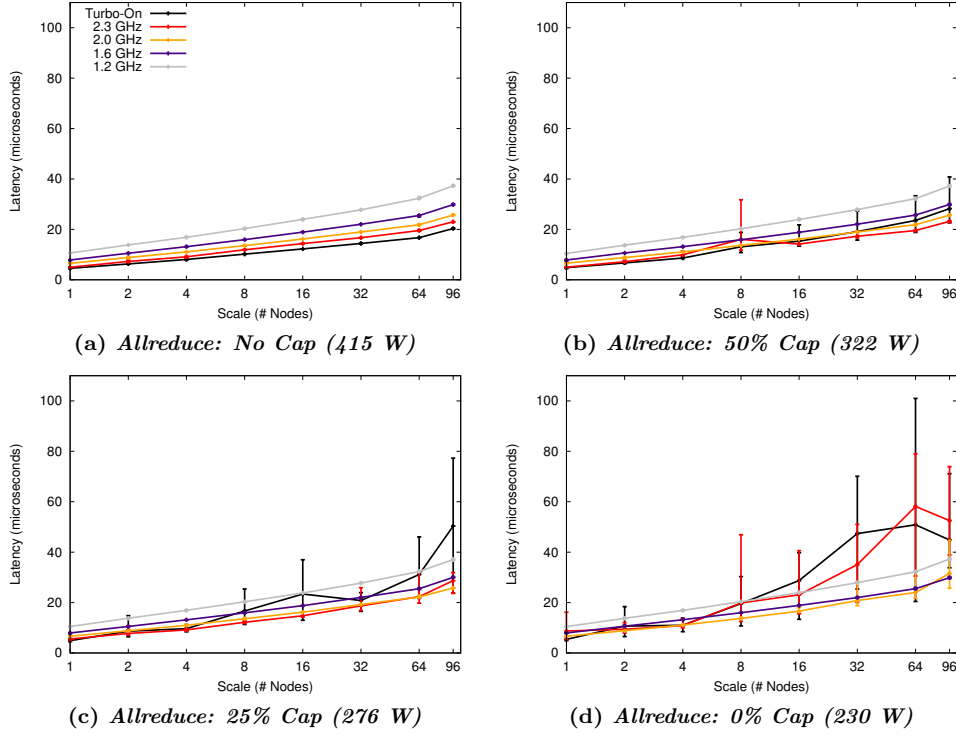 Turbo-On
2.3 GHz
2.0 GHz
1.6 GHz
1.2 GHz
Latency (microseconds)
100
80
60
40
20
0
1 2 4 8 16 32 64 96
Scale (# Nodes)
(a) Allreduce: No Cap (415 W)
Latency (microseconds)
100
80
60
40
20
0
1 2 4 8 16 32 64 96
Scale (# Nodes)
(b) Allreduce: 50% Cap (322 W)
Latency (microseconds)
100
80
60
40
20
0
1 2 4 8 16 32 64 96
Scale (# Nodes)
(c) Allreduce: 25% Cap (276 W)
Latency (microseconds)
100
80
60
40
20
0
1 2 4 8 16 32 64 96
Scale (# Nodes)
(d) Allreduce: 0% Cap (230 W)